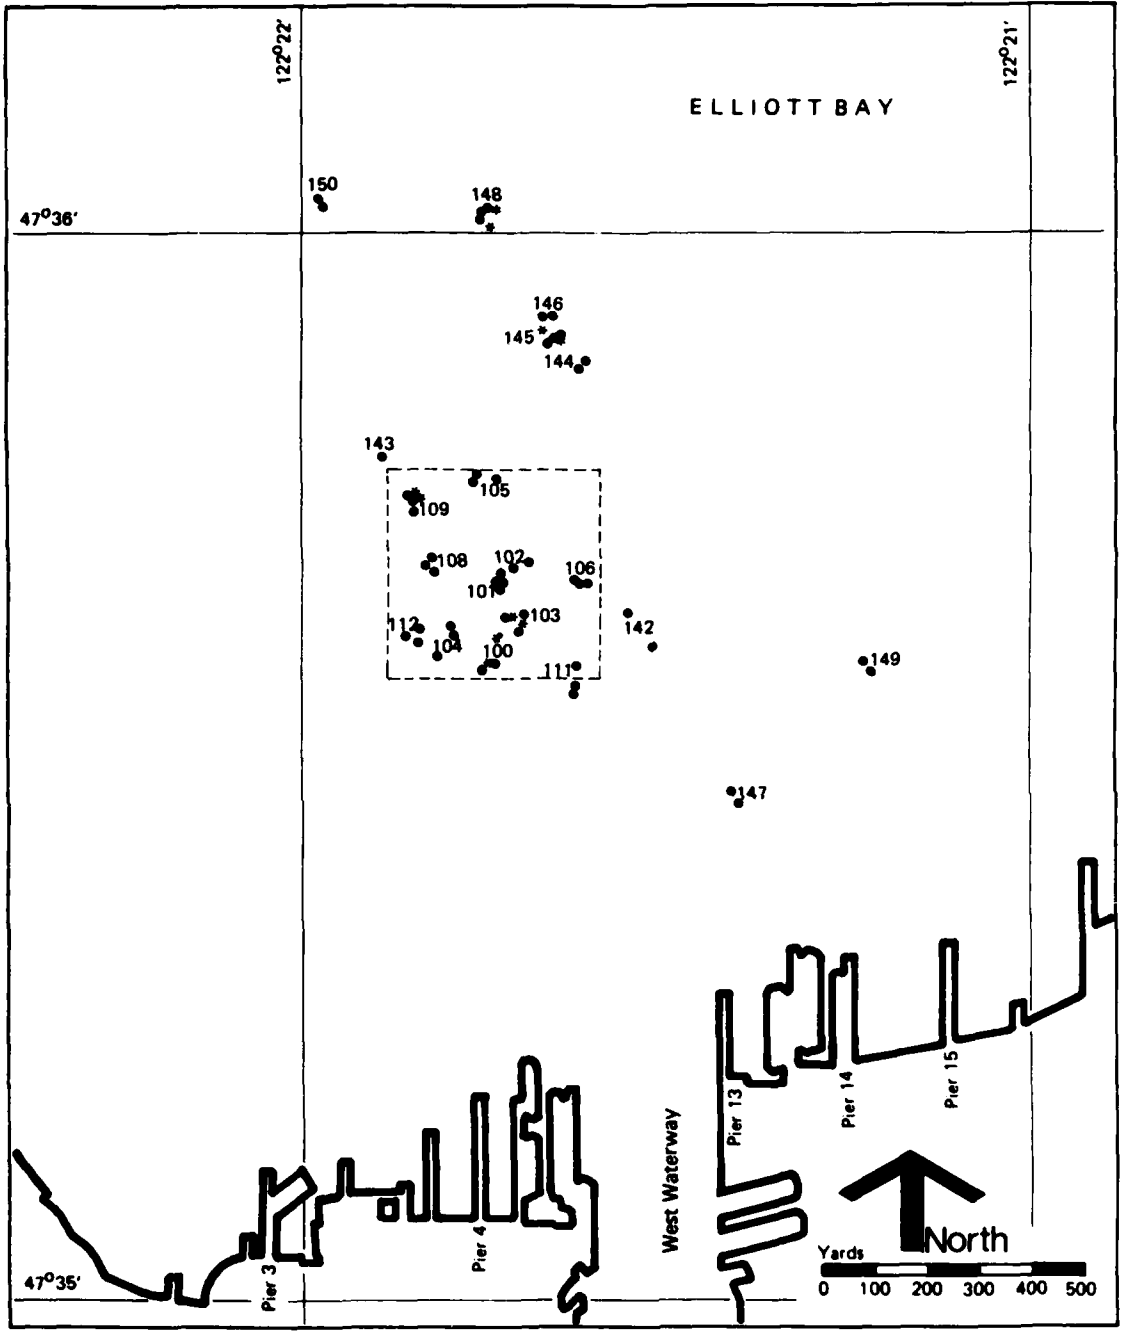 122°22'
122°21'
ELLIOTT BAY
150
148
47°36'
146
145
144
143
105
109
108
102
106
101
103
112
142
104
100
111
149
147
Pier 15
Pier 14
Pier 13
West Waterway
Pier 4
North
Yards
47°35'
Pier 3
0 100 200 300 400 500